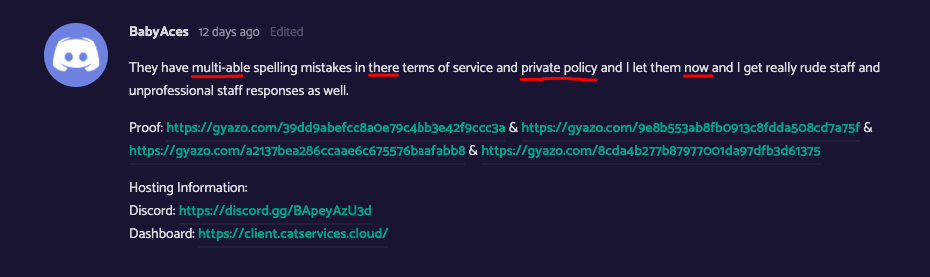 BabyAces 12 days ago Edited
They have multi-able spelling mistakes in there terms of service and private policy and I let them now and I get really rude staff and
unprofessional staff responses as well.
Proof: https://gyazo.com/39dd9abefcc8a0e79c4bb3e42f9ccc3a & https://gyazo.com/9e8b553ab8fb0913c8fdda508cd7a75f &
https://gyazo.com/a2137bea286ccaae6c675576baafabb8 & https://gyazo.com/8cda4b277b87977001da97dfb3d61375
Hosting Information:
Discord: https://discord.gg/BApeyAzU3d
Dashboard: https://client.catservices.cloud/